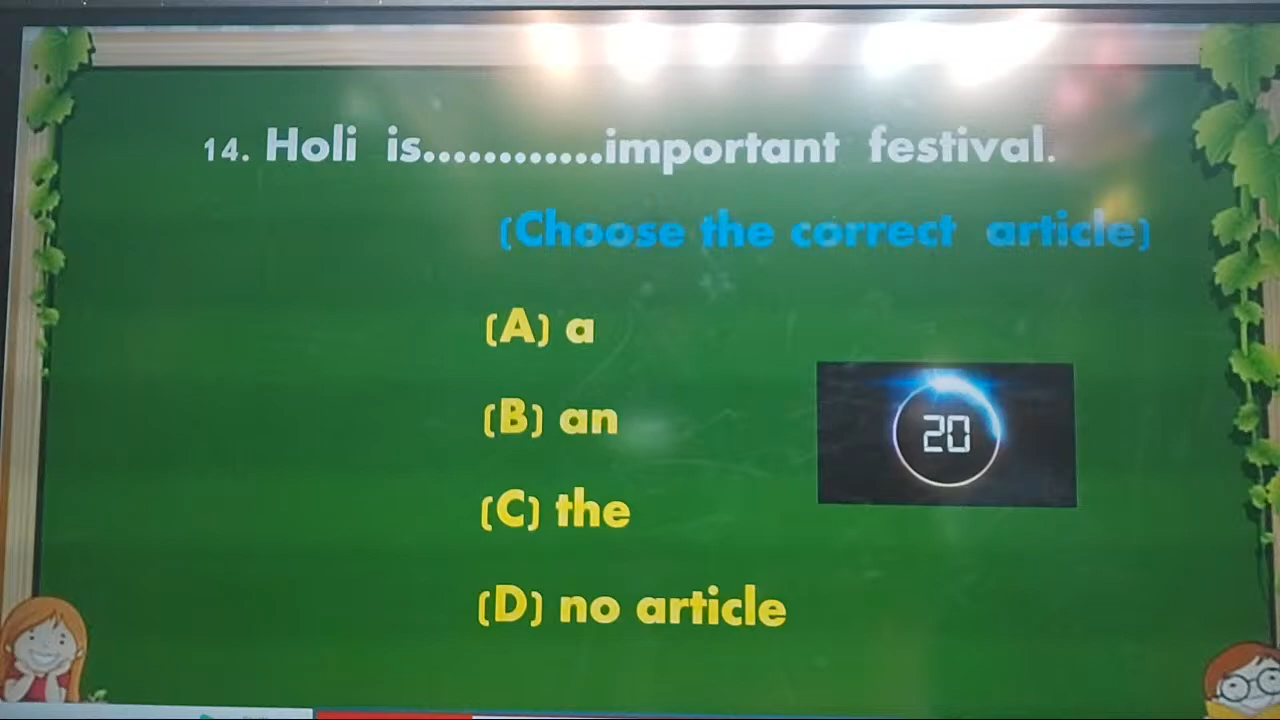 14. Holi is............important festival.
(Choose the correct article)
(A) a
(B) an
20
(C) the
(D) no article